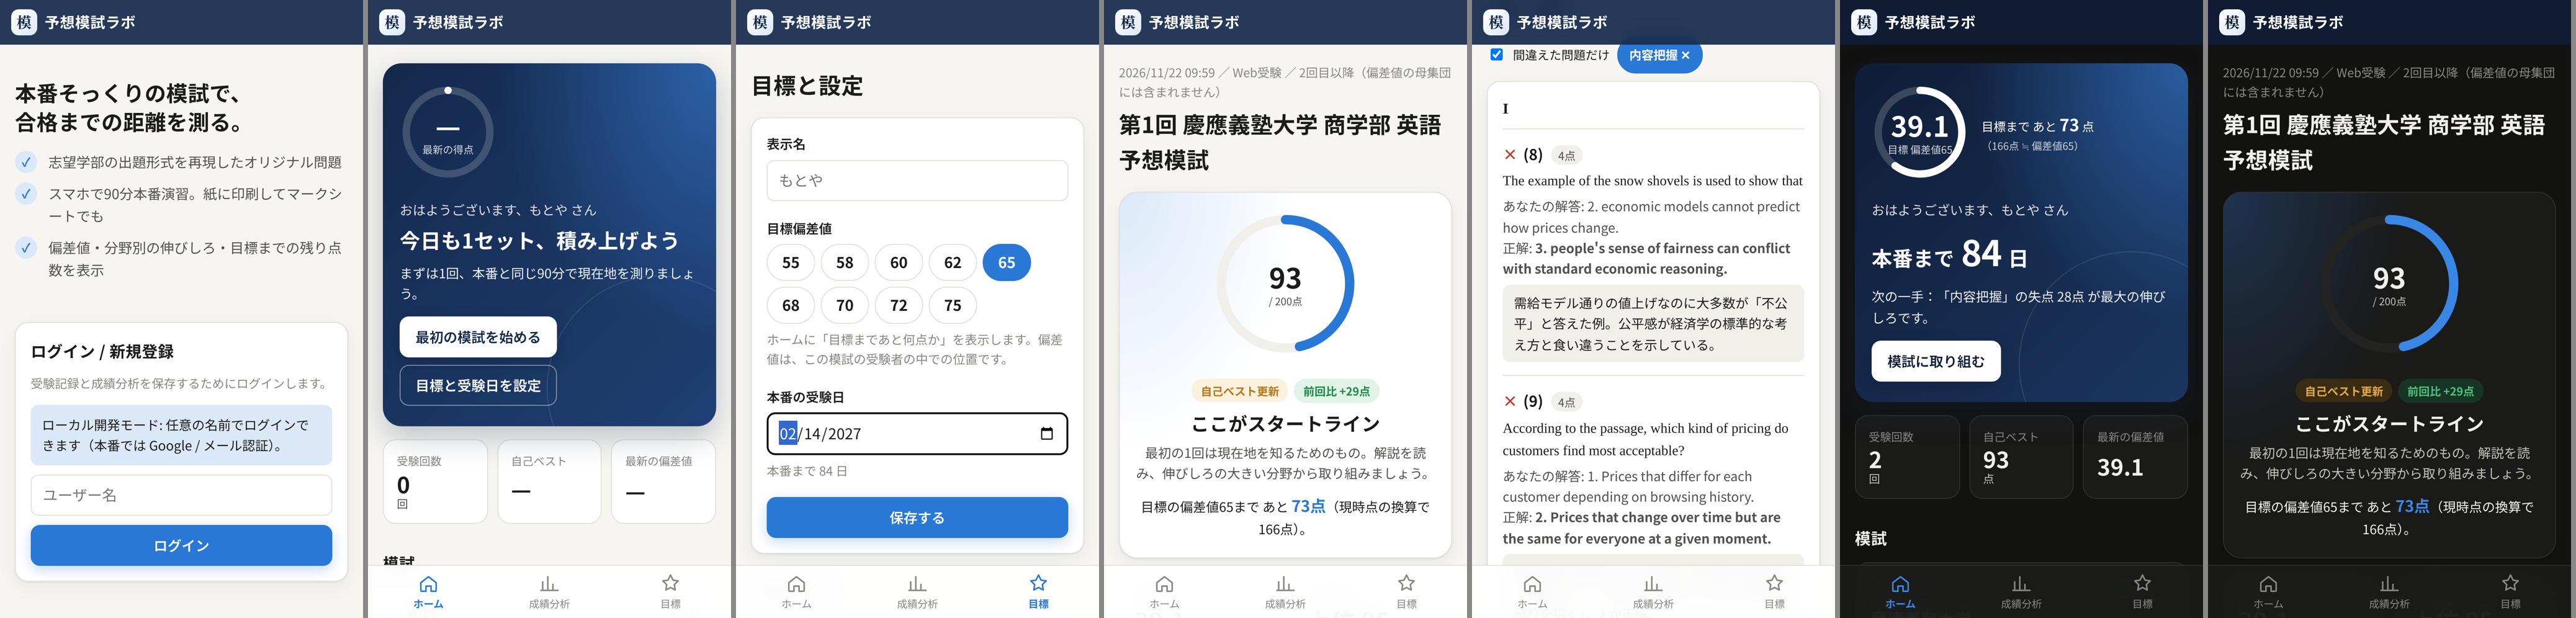 模 予想模試ラボ
本番そっくりの模試で、
合格までの距離を測る。
志望学部の出題形式を再現したオリジナル問題
スマホで90分本番演習。紙に印刷してマークシ
ートでも
偏差値・分野別の伸びしろ・目標までの残り点
数を表示
ログイン / 新規登録
受験記録と成績分析を保存するためにログインします。
ローカル開発モード: 任意の名前でログインで
きます（本番では Google / メール認証）。
ユーザー名
ログイン
模 予想模試ラボ
—
最新の得点
おはようございます、もとや さん
今日も1セット、積み上げよう
まずは1回、本番と同じ90分で現在地を測りましょ
う。
最初の模試を始める
目標と受験日を設定
受験回数
0
回
自己ベスト
—
最新の偏差値
—
模試
ホーム
成績分析
目標
模 予想模試ラボ
目標と設定
表示名
もとや
目標偏差値
55 58 60 62 65
68 70 72 75
ホームに「目標まであと何点か」を表示します。偏差
値は、この模試の受験者の中での位置です。
本番の受験日
02/14/2027
本番まで 84 日
保存する
ホーム
成績分析
目標
模 予想模試ラボ
2026/11/22 09:59 ／ Web受験 ／ 2回目以降（偏差値の母集団
には含まれません）
第1回 慶應義塾大学 商学部 英語
予想模試
93
/ 200点
自己ベスト更新 前回比 +29点
ここがスタートライン
最初の1回は現在地を知るためのもの。解説を読
み、伸びしろの大きい分野から取り組みましょう。
目標の偏差値65まで あと 73点（現時点の換算で
166点）。
ホーム
成績分析
目標
模 予想模試ラボ
間違えた問題だけ 内容把握 ×
I
× (8) 4点
The example of the snow shovels is used to show that
あなたの解答: 2. economic models cannot predict
how prices change.
正解: 3. people's sense of fairness can conflict
with standard economic reasoning.
需給モデル通りの値上げなのに大多数が「不公
平」と答えた例。公平感が経済学の標準的な考
え方と食い違うことを示している。
× (9) 4点
According to the passage, which kind of pricing do
customers find most acceptable?
あなたの解答: 1. Prices that differ for each
customer depending on browsing history.
正解: 2. Prices that change over time but are
the same for everyone at a given moment.
ホーム
成績分析
目標
模 予想模試ラボ
39.1
目標 偏差値65
目標まで あと 73 点
（166点 ≒ 偏差値65）
おはようございます、もとや さん
本番まで 84 日
次の一手：「内容把握」の失点 28点 が最大の伸び
しろです。
模試に取り組む
受験回数
2
回
自己ベスト
93
点
最新の偏差値
39.1
模試
ホーム
成績分析
目標
模 予想模試ラボ
2026/11/22 09:59 ／ Web受験 ／ 2回目以降（偏差値の母集団
には含まれません）
第1回 慶應義塾大学 商学部 英語
予想模試
93
/ 200点
自己ベスト更新 前回比 +29点
ここがスタートライン
最初の1回は現在地を知るためのもの。解説を読
み、伸びしろの大きい分野から取り組みましょう。
目標の偏差値65まで あと 73点（現時点の換算で
166点）。
ホーム
成績分析
目標